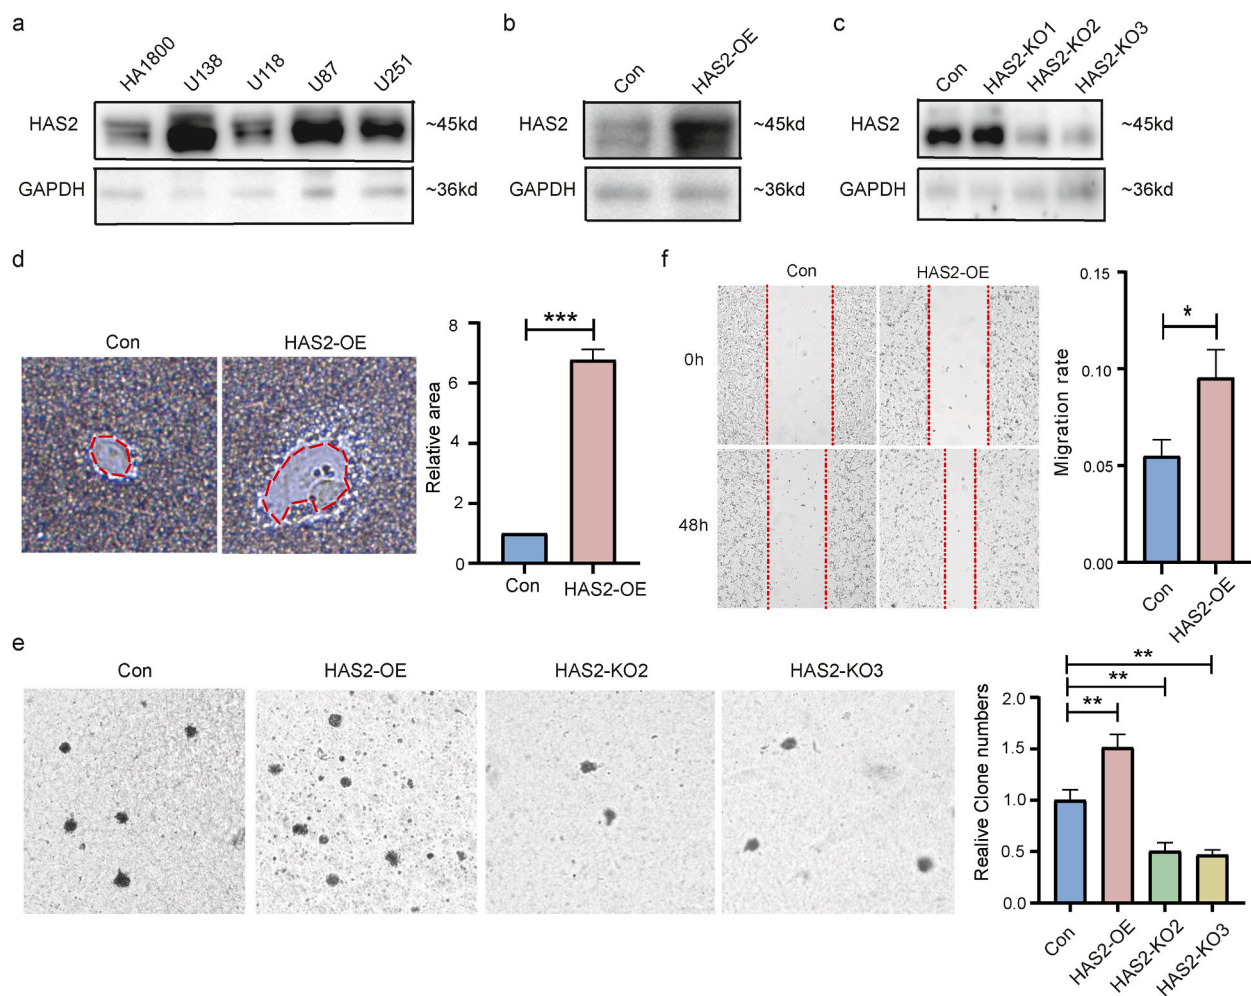 a
HA1800
U138
U118
U87
U251
HAS2
~45kd
GAPDH
~36kd
b
Con
HAS2-OE
HAS2
~45kd
GAPDH
~36kd
c
Con
HAS2-KO1
HAS2-KO2
HAS2-KO3
HAS2
~45kd
GAPDH
~36kd
d
Con
HAS2-OE
Relative area
8
6
4
2
0
***
Con
HAS2-OE
f
Con
HAS2-OE
0h
48h
Migration rate
0.15
0.10
0.05
0.00
*
Con
HAS2-OE
e
Con
HAS2-OE
HAS2-KO2
HAS2-KO3
Realive Clone numbers
2.0
1.5
1.0
0.5
0.0
**
**
**
Con
HAS2-OE
HAS2-KO2
HAS2-KO3